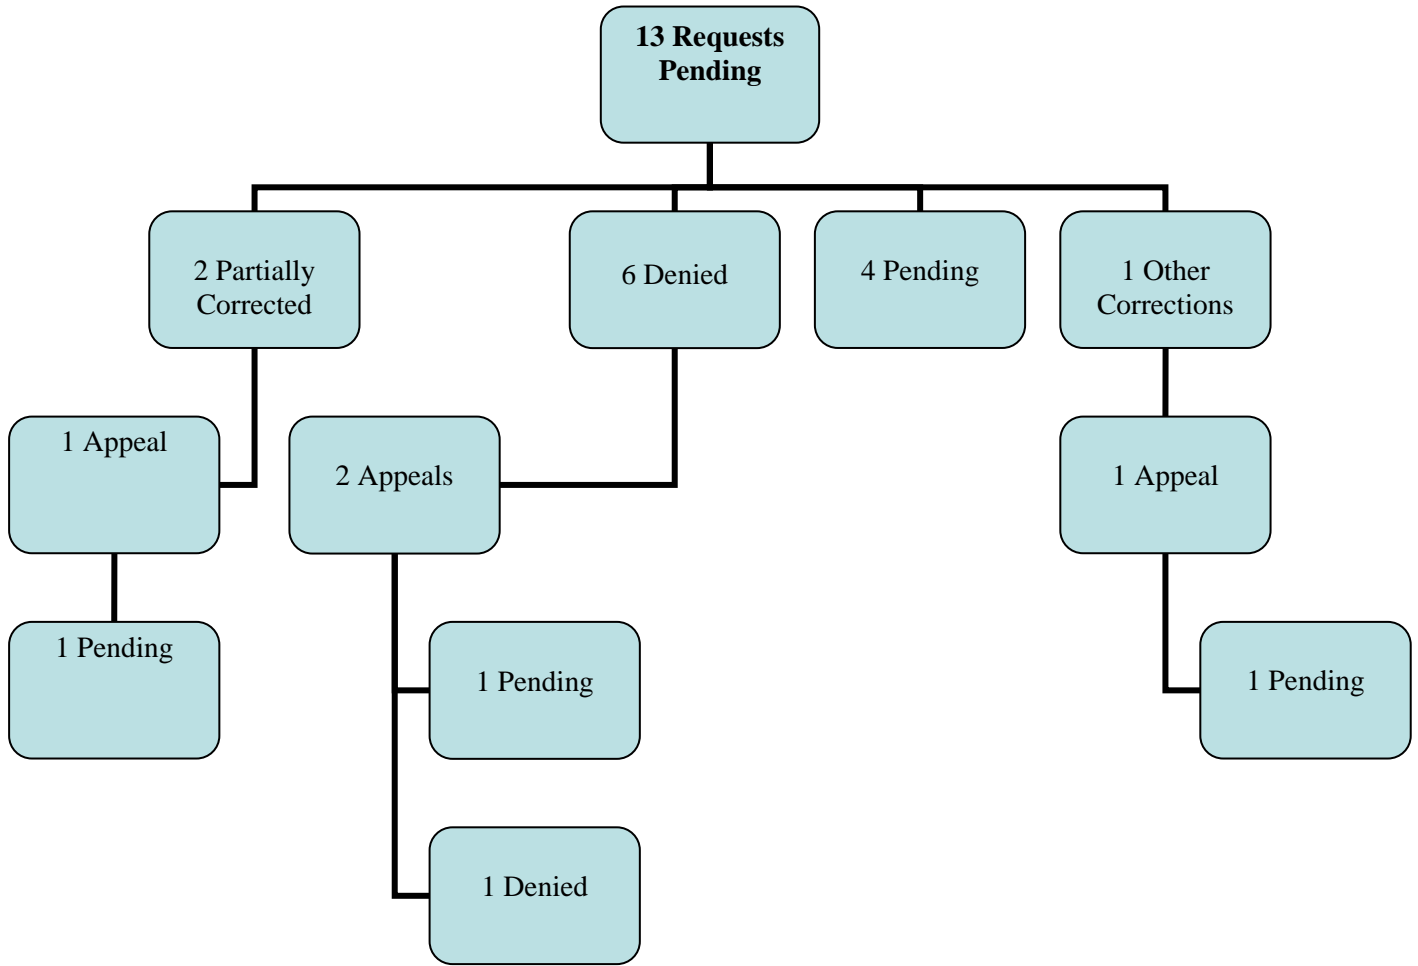 13 Requests
Pending
2 Partially
Corrected
6 Denied
4 Pending
1 Other
Corrections
1 Appeal
2 Appeals
1 Appeal
1 Pending
1 Pending
1 Pending
1 Denied